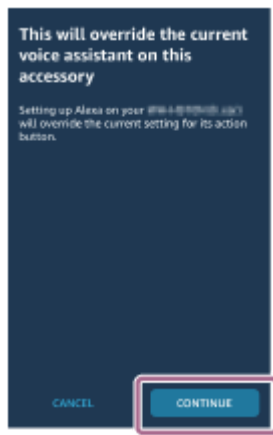 This will override the current
voice assistant on this
accessory
Setting up Alexa on your
will override the current setting for its action
button.
CANCEL
CONTINUE